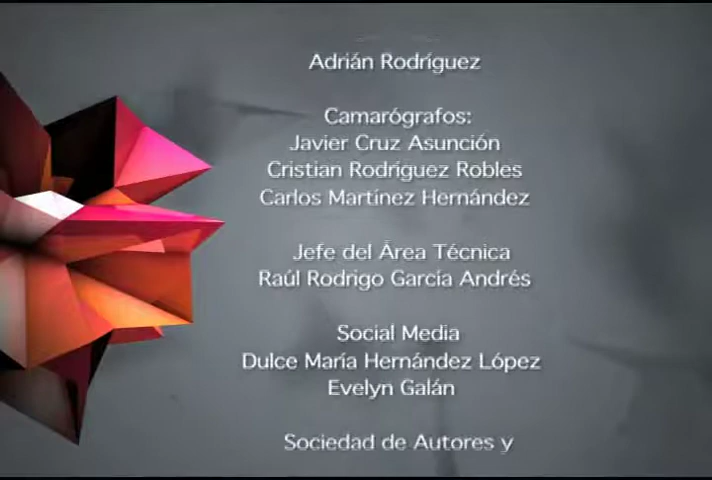 Adrián Rodríguez
Camarógrafos:
Javier Cruz Asunción
Cristian Rodríguez Robles
Carlos Martínez Hernández
Jefe del Área Técnica
Raúl Rodrigo García Andrés
Social Media
Dulce María Hernández López
Evelyn Galán
Sociedad de Autores y